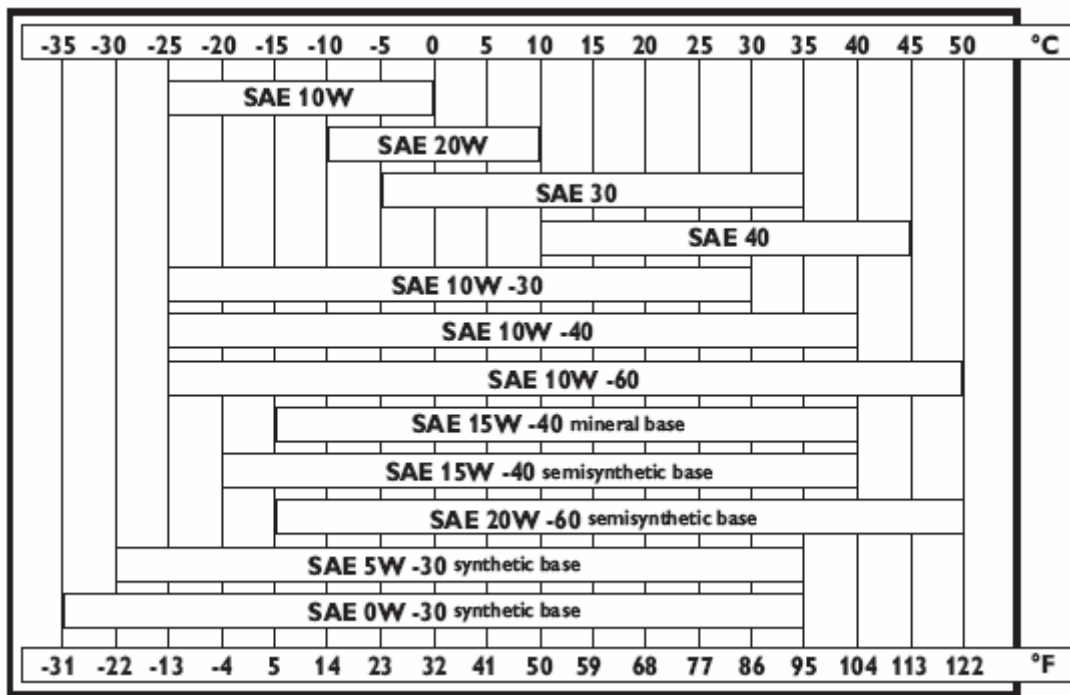 -35 -30 -25 -20 -15 -10 -5 0 5 10 15 20 25 30 35 40 45 50 °C
SAE 10W
SAE 20W
SAE 30
SAE 40
SAE 10W -30
SAE 10W -40
SAE 10W -60
SAE 15W -40 mineral base
SAE 15W -40 semisynthetic base
SAE 20W -60 semisynthetic base
SAE 5W -30 synthetic base
SAE 0W -30 synthetic base
-31 -22 -13 -4 5 14 23 32 41 50 59 68 77 86 95 104 113 122 °F